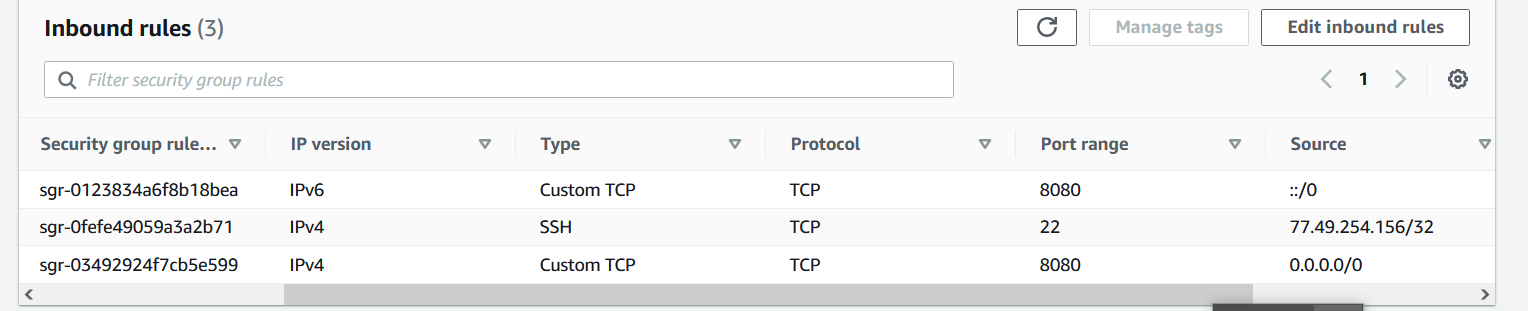 Inbound rules (3)
Manage tags
Edit inbound rules
Filter security group rules
1
Security group rule... IP version Type Protocol Port range Source
sgr-0123834a6f8b18bea IPv6 Custom TCP TCP 8080 ::/0
sgr-0fefe49059a3a2b71 IPv4 SSH TCP 22 77.49.254.156/32
sgr-03492924f7cb5e599 IPv4 Custom TCP TCP 8080 0.0.0.0/0